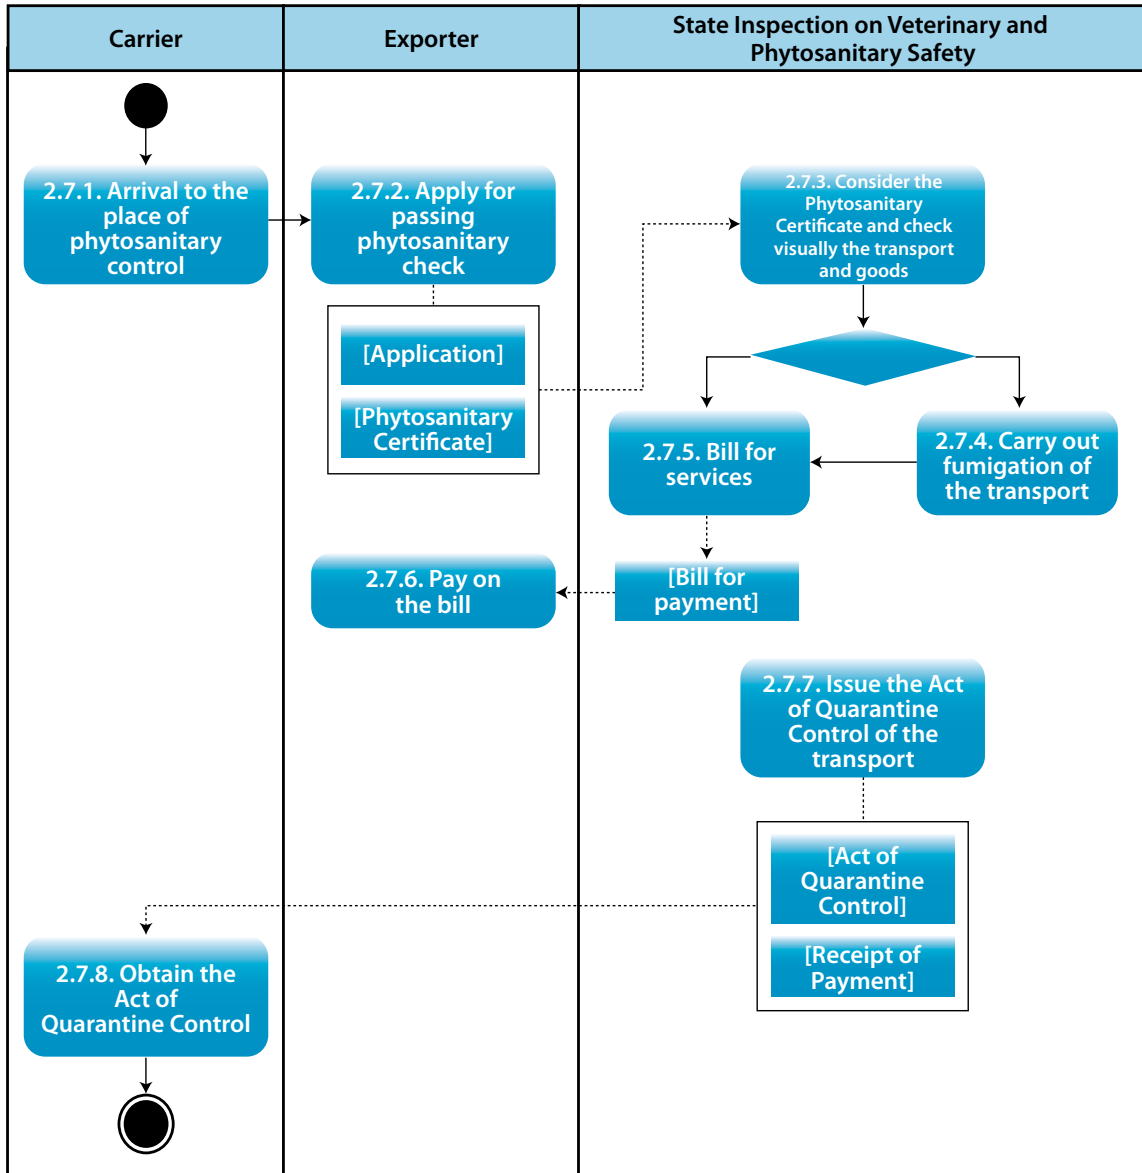 Carrier
Exporter
State Inspection on Veterinary and
Phytosanitary Safety
2.7.1. Arrival to the
place of
phytosanitary
control
2.7.2. Apply for
passing
phytosanitary
check
2.7.3. Consider the
Phytosanitary
Certificate and check
visually the transport
and goods
[Application]
[Phytosanitary
Certificate]
2.7.5. Bill for
services
2.7.4. Carry out
fumigation of
the transport
2.7.6. Pay on
the bill
[Bill for
payment]
2.7.7. Issue the Act
of Quarantine
Control of the
transport
[Act of
Quarantine
Control]
[Receipt of
Payment]
2.7.8. Obtain the
Act of
Quarantine Control